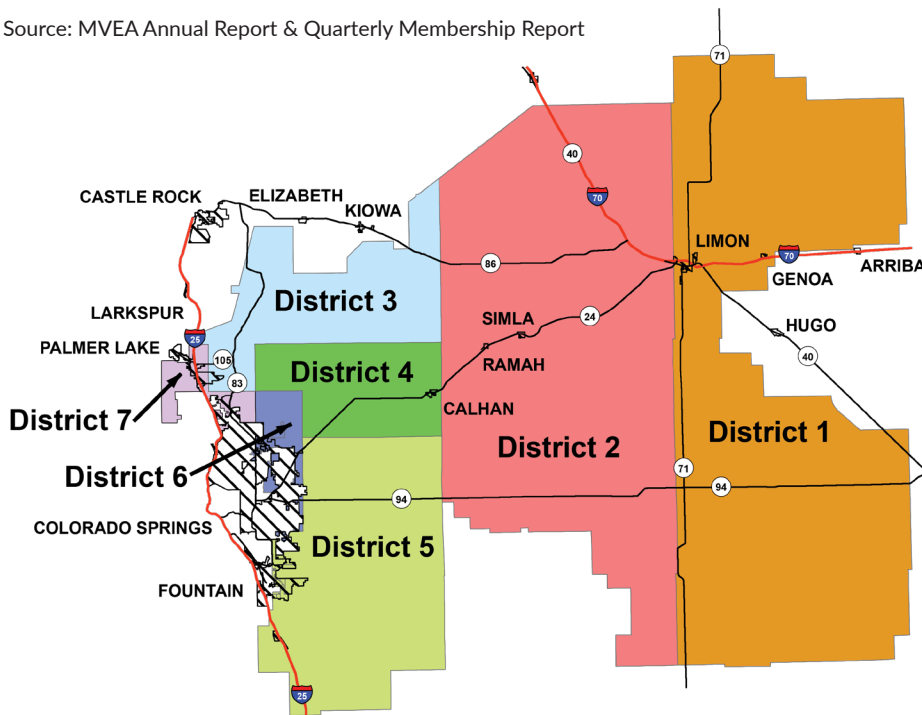 Source: MVEA Annual Report & Quarterly Membership Report
71
40
70
CASTLE ROCK
ELIZABETH
KIOWA
LIMON
86
70
GENOA
ARRIBA
District 3
LARKSPUR
SIMLA
24
HUGO
25
PALMER LAKE
105
RAMAH
40
District 4
83
CALHAN
District 7
District 2
District 1
District 6
71
94
94
COLORADO SPRINGS
District 5
FOUNTAIN
25